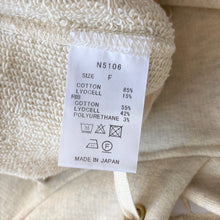 N5106
SIZE F
COTTON 85%
LYOCELL 15%
RIB
COTTON 55%
LYOCELL 42%
POLYURETHANE 3%
MADE IN JAPAN